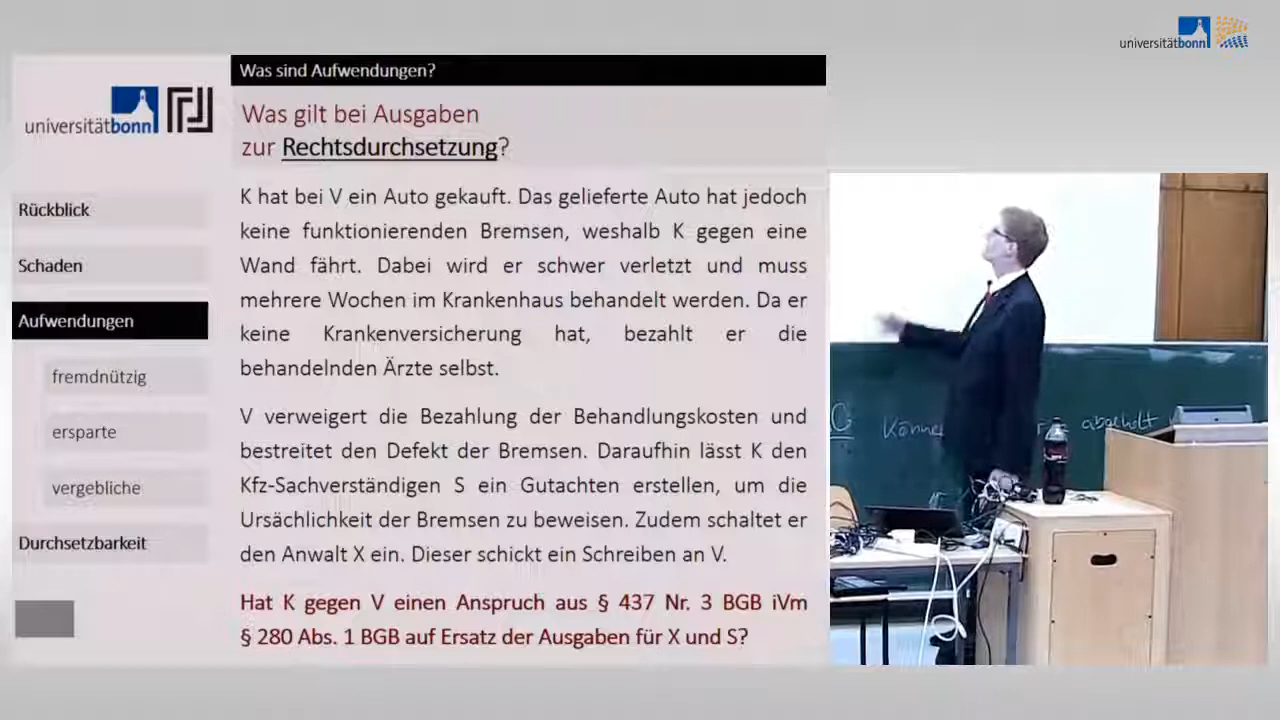 universitätbonn
Was sind Aufwendungen?
universitätbonn
Was gilt bei Ausgaben
zur Rechtsdurchsetzung?
Rückblick
Schaden
Aufwendungen
fremdnützig
ersparte
vergebliche
Durchsetzbarkeit
K hat bei V ein Auto gekauft. Das gelieferte Auto hat jedoch
keine funktionierenden Bremsen, weshalb K gegen eine
Wand fährt. Dabei wird er schwer verletzt und muss
mehrere Wochen im Krankenhaus behandelt werden. Da er
keine Krankenversicherung hat, bezahlt er die
behandelnden Ärzte selbst.
V verweigert die Bezahlung der Behandlungskosten und
bestreitet den Defekt der Bremsen. Daraufhin lässt K den
Kfz-Sachverständigen S ein Gutachten erstellen, um die
Ursächlichkeit der Bremsen zu beweisen. Zudem schaltet er
den Anwalt X ein. Dieser schickt ein Schreiben an V.
Hat K gegen V einen Anspruch aus § 437 Nr. 3 BGB iVm
§ 280 Abs. 1 BGB auf Ersatz der Ausgaben für X und S?
abgeholt